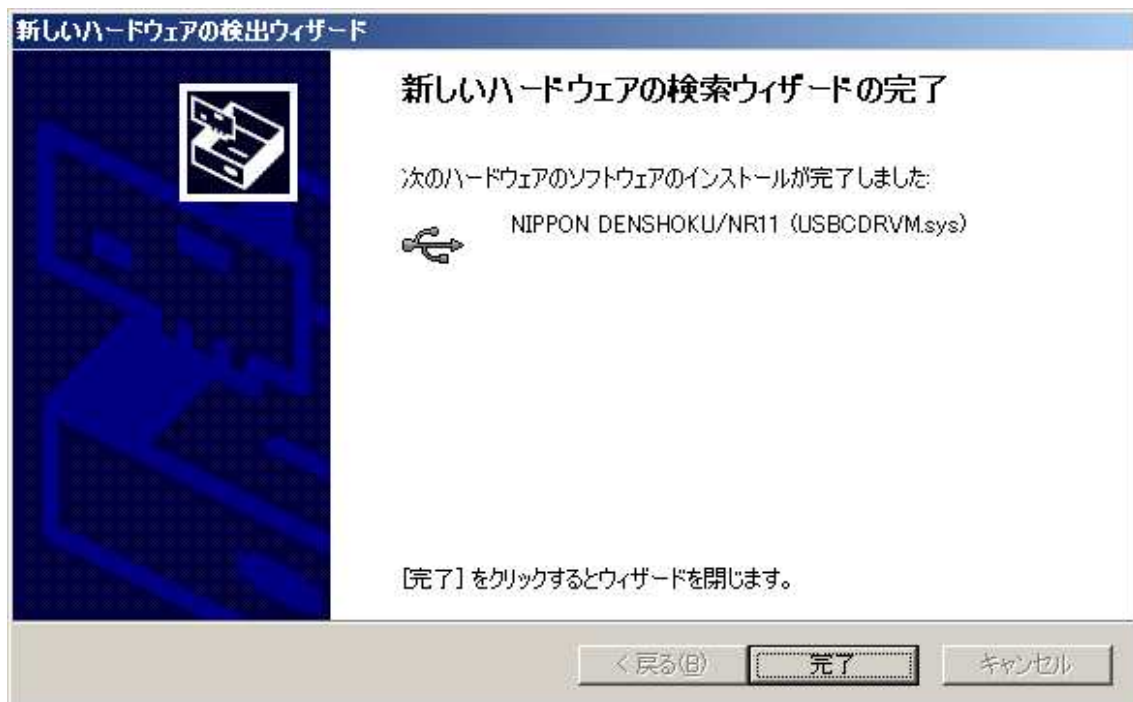 新しいハードウェアの検出ウィザード
新しいハードウェアの検索ウィザードの完了
次のハードウェアのソフトウェアのインストールが完了しました:
NIPPON DENSHOKU/NR11 (USBCDRVM.sys)
[完了] をクリックするとウィザードを閉じます。
< 戻る(B)
完了
キャンセル